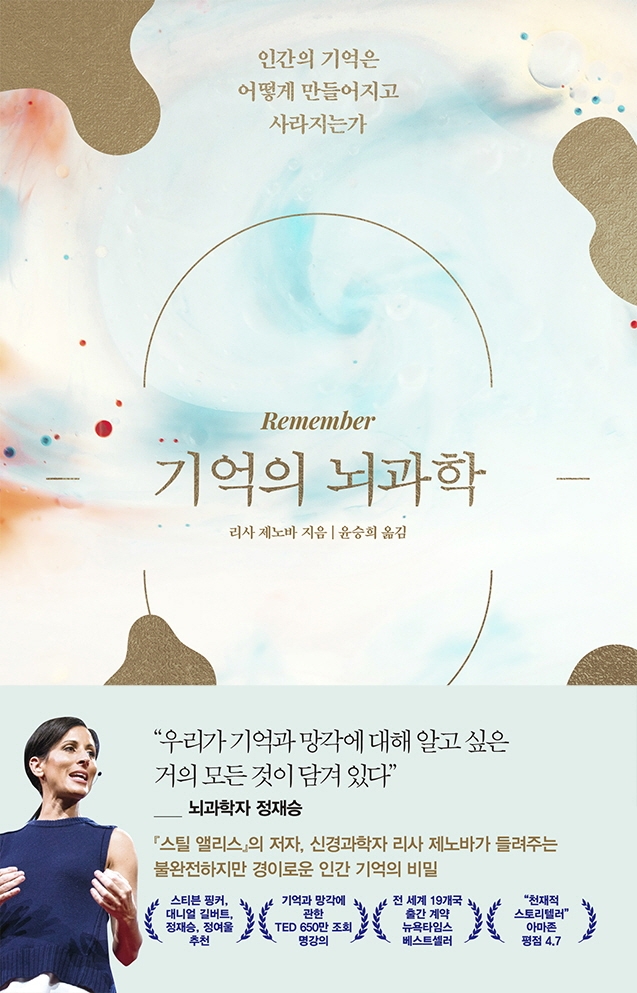 인간의 기억은
어떻게 만들어지고
사라지는가
Remember
기억의 뇌과학
리사 제노바 지음 | 윤승희 옮김
“우리가 기억과 망각에 대해 알고 싶은
거의 모든 것이 담겨 있다”
뇌과학자 정재승
『스틸 앨리스』의 저자, 신경과학자 리사 제노바가 들려주는
불완전하지만 경이로운 인간 기억의 비밀
스티븐 핑커,
대니얼 길버트,
정재승, 정여울
추천
기억과 망각에
관한
TED 650만 조회
명강의
전 세계 19개국
출간 계약
뉴욕타임스
베스트셀러
“천재적
스토리텔러”
아마존
평점 4.7